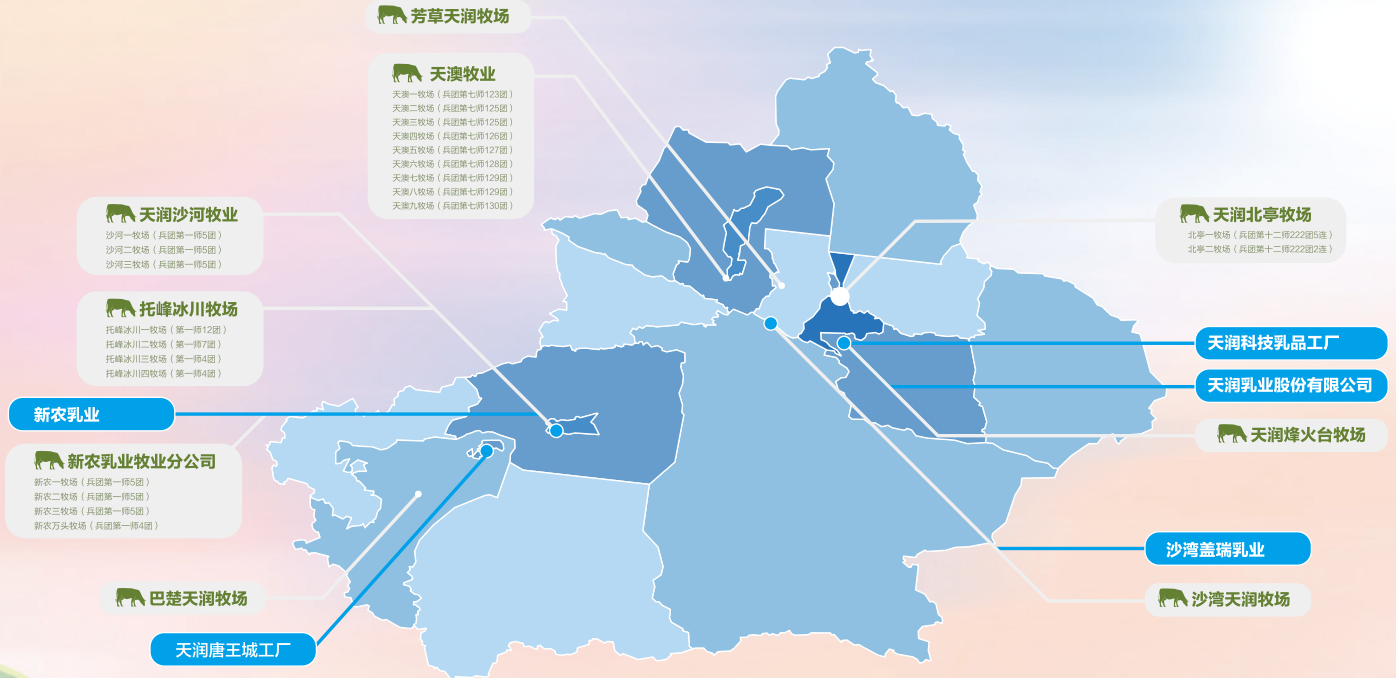 芳草天润牧场
天澳牧业
天澳一牧场（兵团第七师123团）
天澳二牧场（兵团第七师125团）
天澳三牧场（兵团第七师125团）
天澳四牧场（兵团第七师126团）
天澳五牧场（兵团第七师127团）
天澳六牧场（兵团第七师128团）
天澳七牧场（兵团第七师129团）
天澳八牧场（兵团第七师129团）
天澳九牧场（兵团第七师130团）
天润沙河牧业
沙河一牧场（兵团第一师5团）
沙河二牧场（兵团第一师5团）
沙河三牧场（兵团第一师5团）
托峰冰川牧场
托峰冰川一牧场（第一师12团）
托峰冰川二牧场（第一师7团）
托峰冰川三牧场（第一师4团）
托峰冰川四牧场（第一师4团）
新农乳业
新农乳业牧业分公司
新农一牧场（兵团第一师5团）
新农二牧场（兵团第一师5团）
新农三牧场（兵团第一师5团）
新农万头牧场（兵团第一师4团）
巴楚天润牧场
天润唐王城工厂
天润北亭牧场
北亭一牧场（兵团第十二师222团5连）
北亭二牧场（兵团第十二师222团2连）
天润科技乳品工厂
天润乳业股份有限公司
天润烽火台牧场
沙湾盖瑞乳业
沙湾天润牧场